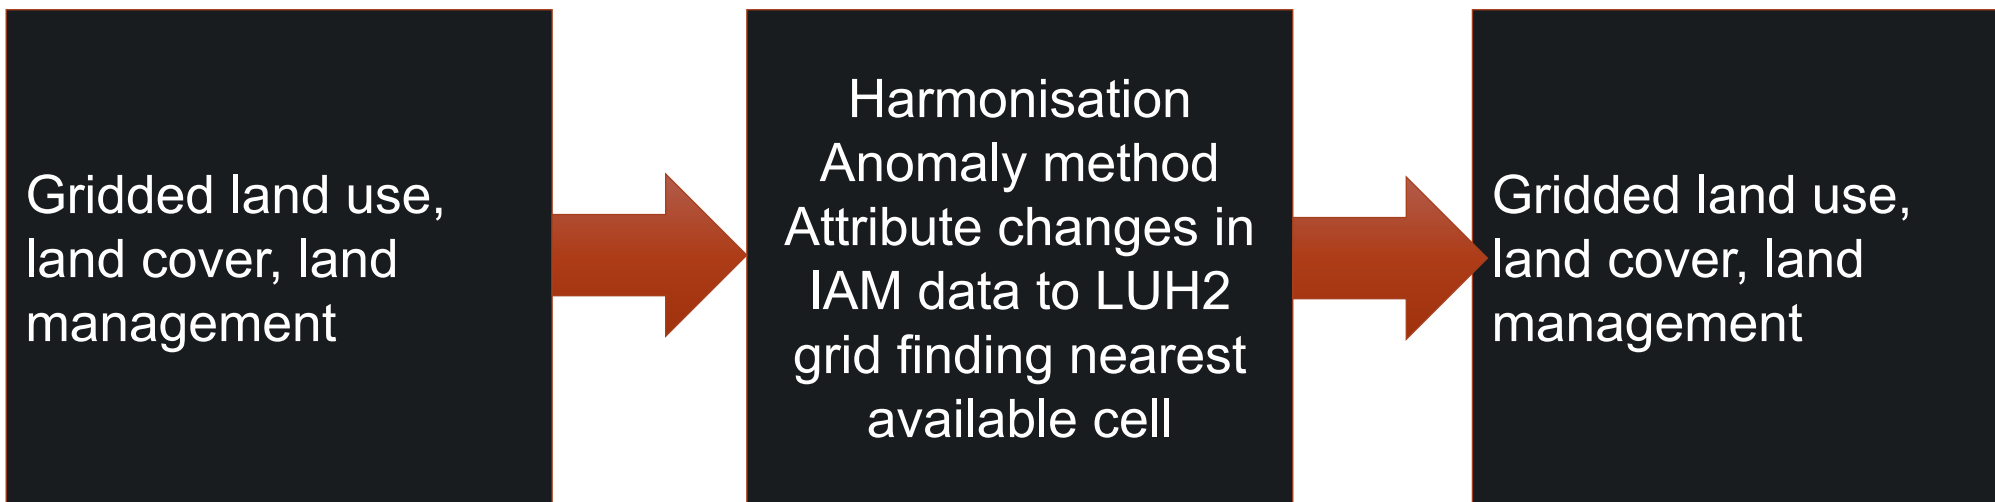 Gridded land use,
land cover, land
management
Harmonisation
Anomaly method
Attribute changes in
IAM data to LUH2
grid finding nearest
available cell
Gridded land use,
land cover, land
management